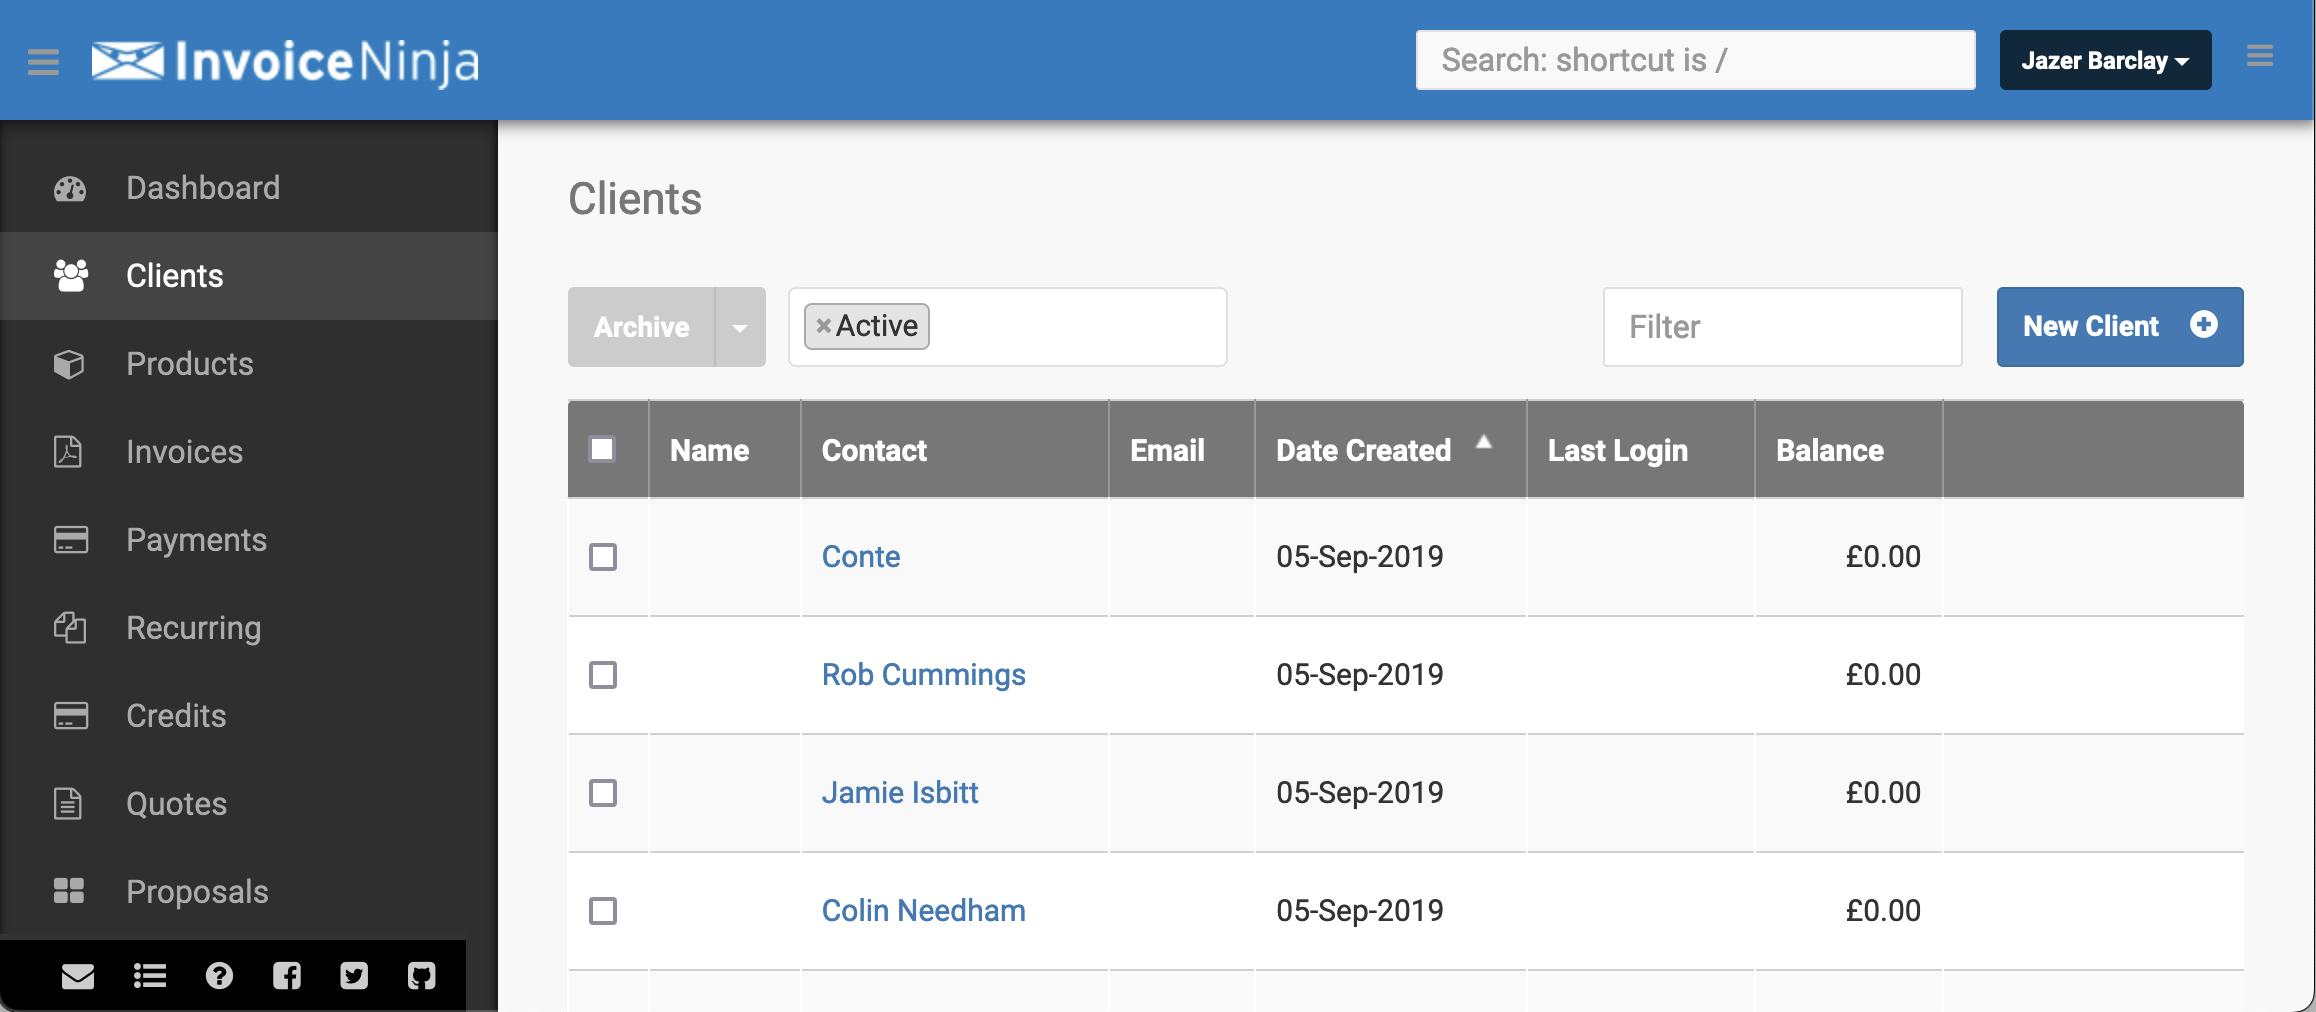 InvoiceNinja
Search: shortcut is /
Jazer Barclay
Dashboard
Clients
Products
Invoices
Payments
Recurring
Credits
Quotes
Proposals
Clients
Archive
×Active
Filter
New Client
Name Contact Email Date Created Last Login Balance
Conte 05-Sep-2019 £0.00
Rob Cummings 05-Sep-2019 £0.00
Jamie Isbitt 05-Sep-2019 £0.00
Colin Needham 05-Sep-2019 £0.00